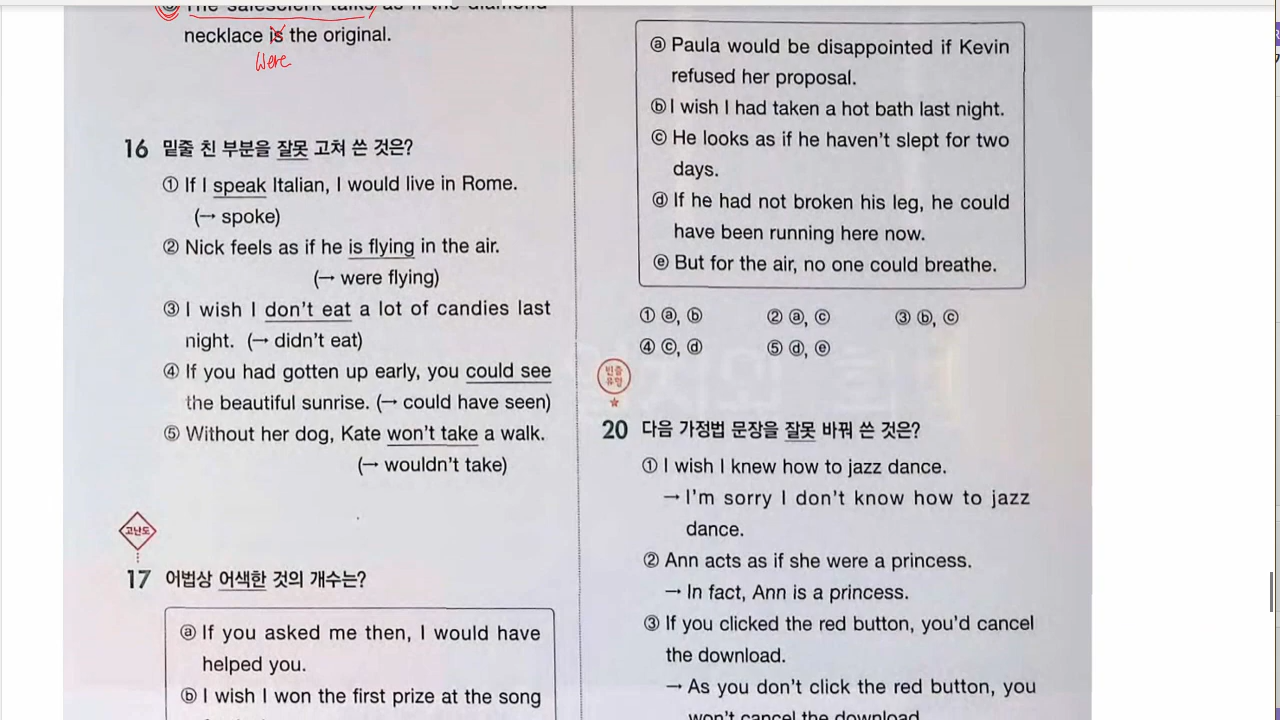 ③ The salesclerk talks as if the diamond
necklace is the original.
were
16 밑줄 친 부분을 잘못 고쳐 쓴 것은?
① If I speak Italian, I would live in Rome.
(→ spoke)
② Nick feels as if he is flying in the air.
(→ were flying)
③ I wish I don't eat a lot of candies last
night. (→ didn't eat)
④ If you had gotten up early, you could see
the beautiful sunrise. (→ could have seen)
⑤ Without her dog, Kate won't take a walk.
(→ wouldn't take)
고난도
17 어법상 어색한 것의 개수는?
ⓐ If you asked me then, I would have
helped you.
ⓑ I wish I won the first prize at the song
ⓐ Paula would be disappointed if Kevin
refused her proposal.
ⓑ I wish I had taken a hot bath last night.
ⓒ He looks as if he haven't slept for two
days.
ⓓ If he had not broken his leg, he could
have been running here now.
ⓔ But for the air, no one could breathe.
① ⓐ, ⓑ ② ⓐ, ⓒ ③ ⓑ, ⓒ
④ ⓒ, ⓓ ⑤ ⓓ, ⓔ
빈출
유형
20 다음 가정법 문장을 잘못 바꿔 쓴 것은?
① I wish I knew how to jazz dance.
→ I'm sorry I don't know how to jazz
dance.
② Ann acts as if she were a princess.
→ In fact, Ann is a princess.
③ If you clicked the red button, you'd cancel
the download.
→ As you don't click the red button, you
won't cancel the download.